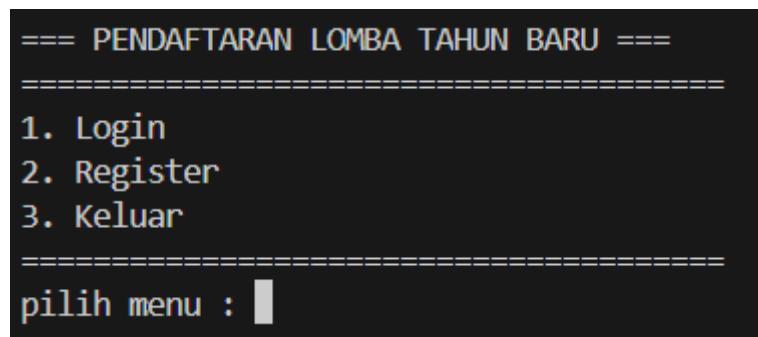 === PENDAFTARAN LOMBA TAHUN BARU ===
=======================================
1. Login
2. Register
3. Keluar
=======================================
pilih menu :